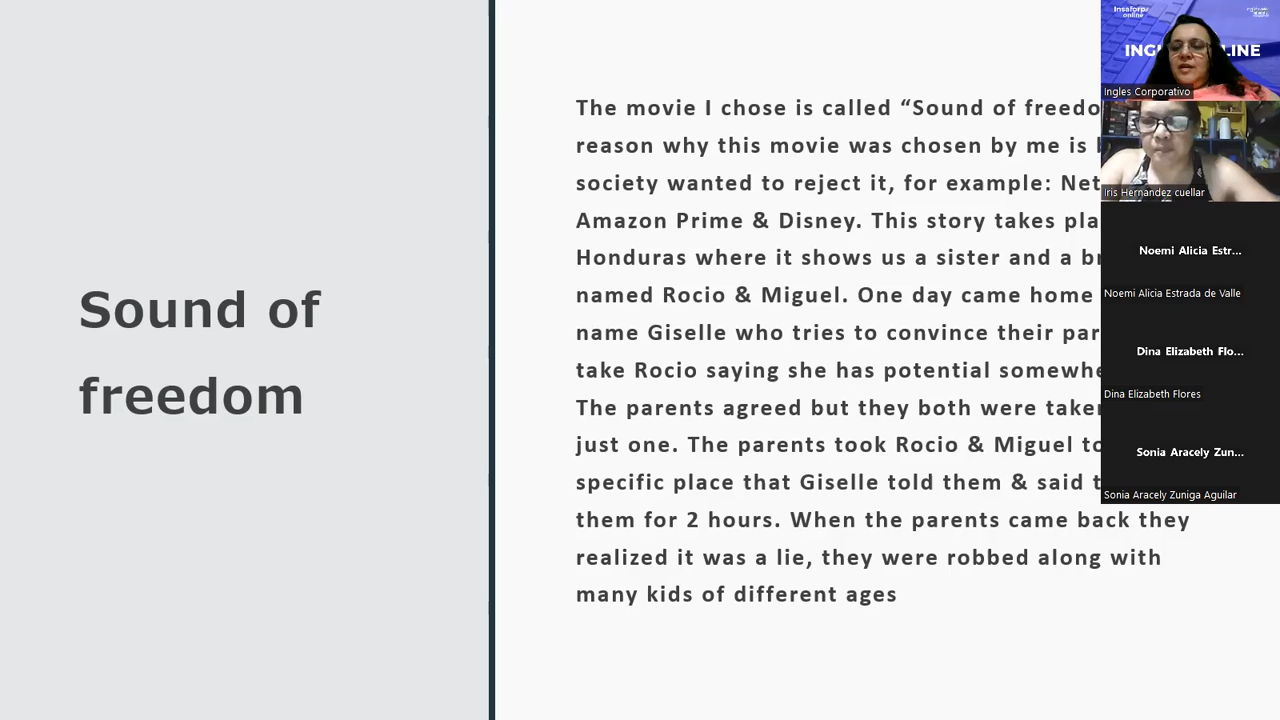 Sound of
freedom
The movie I chose is called “Sound of freedo
reason why this movie was chosen by me is
society wanted to reject it, for example: Net
Amazon Prime & Disney. This story takes pla
Honduras where it shows us a sister and a br
named Rocio & Miguel. One day came home
name Giselle who tries to convince their par
take Rocio saying she has potential somewhe
The parents agreed but they both were taken
just one. The parents took Rocio & Miguel to
specific place that Giselle told them & said t
them for 2 hours. When the parents came back they
realized it was a lie, they were robbed along with
many kids of different ages
Insaforp
online
INGL LINE
Ingles Corporativo
Iris Hernandez cuellar
Noemi Alicia Estr...
Noemi Alicia Estrada de Valle
Dina Elizabeth Flo...
Dina Elizabeth Flores
Sonia Aracely Zun...
Sonia Aracely Zuniga Aguilar